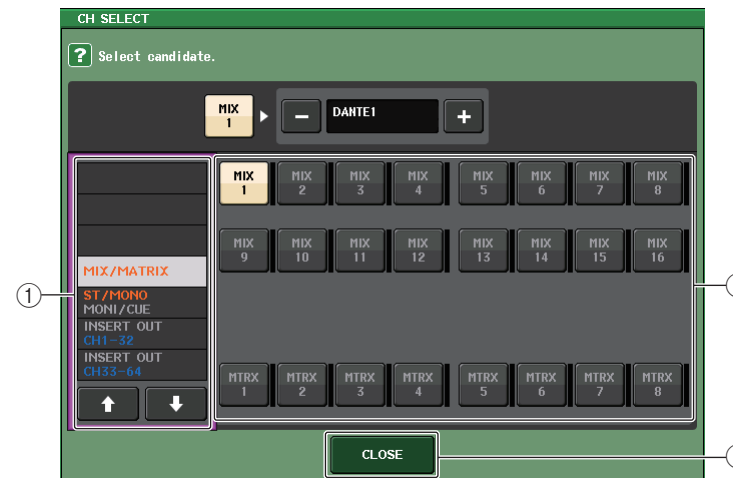 CH SELECT
? Select candidate.
MIX 1
−
DANTE1
+
MIX/MATRIX
ST/MONO
MONI/CUE
INSERT OUT
CH1-32
INSERT OUT
CH33-64
1
MIX 1 MIX 2 MIX 3 MIX 4 MIX 5 MIX 6 MIX 7 MIX 8
MIX 9 MIX 10 MIX 11 MIX 12 MIX 13 MIX 14 MIX 15 MIX 16
MTRX 1 MTRX 2 MTRX 3 MTRX 4 MTRX 5 MTRX 6 MTRX 7 MTRX 8
CLOSE